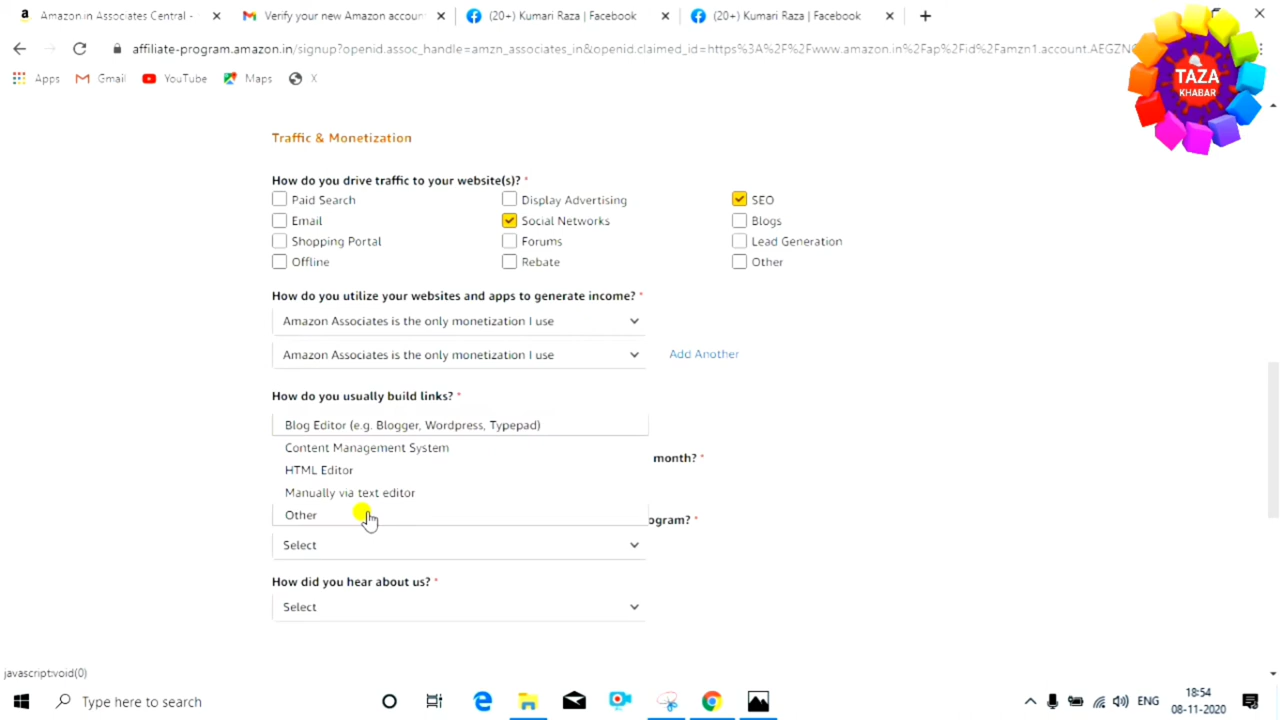 Amazon.in Associates Central -
Verify your new Amazon accoun
(20+) Kumari Raza | Facebook
(20+) Kumari Raza | Facebook
affiliate-program.amazon.in/signup?openid.assoc_handle=amzn_associates_in&openid.claimed_id=https%3A%2F%2Fwww.amazon.in%2Fap%2Fid%2Famzn1.account.AEGZN
Apps
Gmail
YouTube
Maps
X
TAZA
KHABAR
Traffic & Monetization
How do you drive traffic to your website(s)? *
Paid Search
Display Advertising
SEO
Email
Social Networks
Blogs
Shopping Portal
Forums
Lead Generation
Offline
Rebate
Other
How do you utilize your websites and apps to generate income? *
Amazon Associates is the only monetization I use
Amazon Associates is the only monetization I use
Add Another
How do you usually build links? *
Blog Editor (e.g. Blogger, Wordpress, Typepad)
Content Management System
month? *
HTML Editor
Manually via text editor
Other
ogram? *
Select
How did you hear about us? *
Select
javascript:void(0)
Type here to search
ENG
18:54
08-11-2020